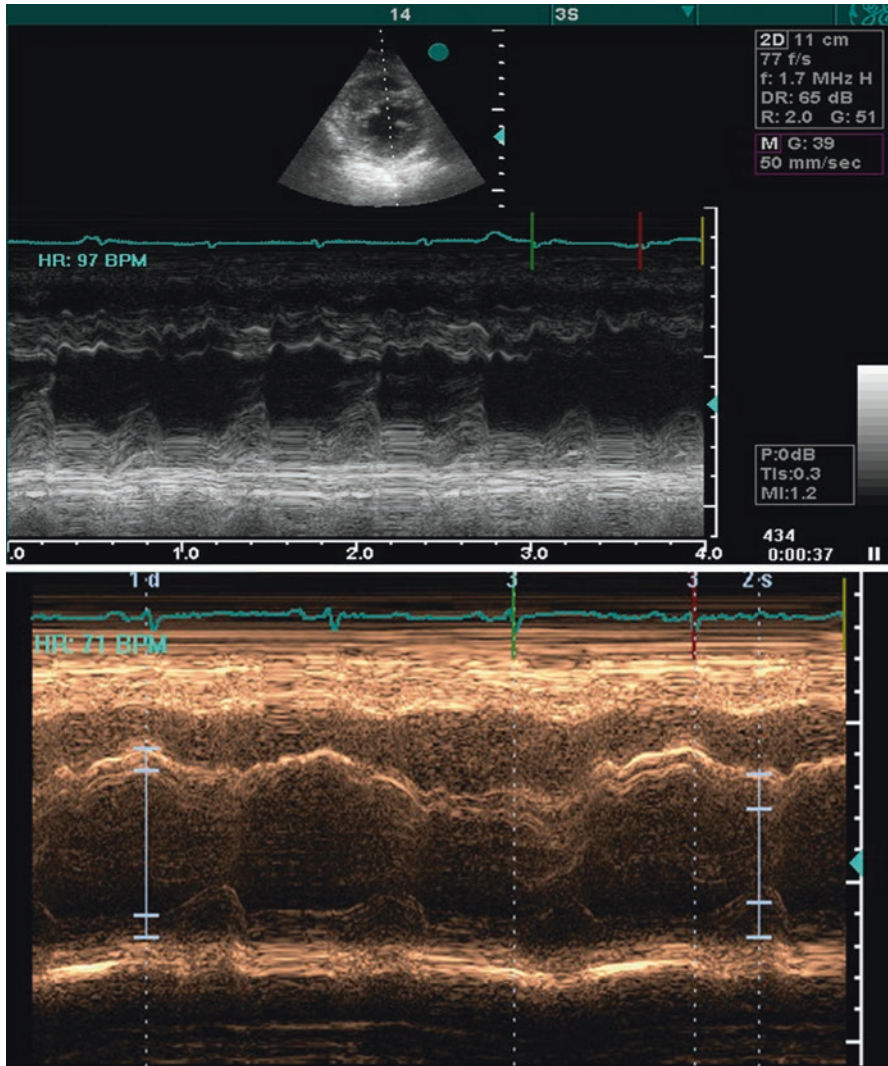 14 3S
2D 11 cm
77 f/s
f: 1.7 MHz H
DR: 65 dB
R: 2.0 G: 51
M G: 39
50 mm/sec
HR: 97 BPM
P:0dB
TIs:0.3
MI:1.2
434
.0 1.0 2.0 3.0 4.0 0:00:37
1 d 3 3 2 s
HR: 71 BPM